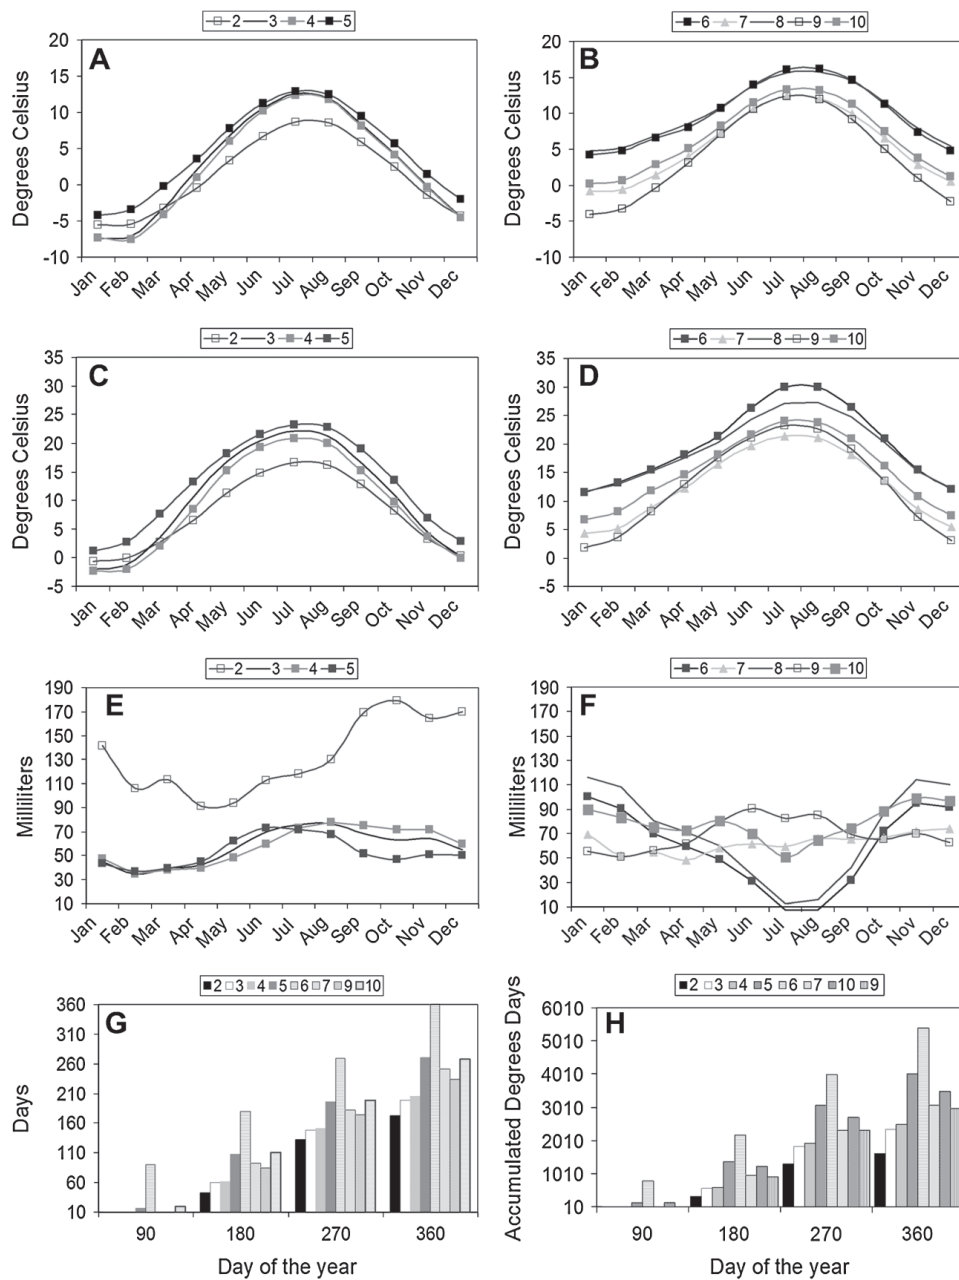 2 3 4 5
A
Degrees Celsius
20
15
10
5
0
-5
-10
Jan Feb Mar Apr May Jun Jul Aug Sep Oct Nov Dec
6 7 8 9 10
B
Degrees Celsius
20
15
10
5
0
-5
-10
Jan Feb Mar Apr May Jun Jul Aug Sep Oct Nov Dec
2 3 4 5
C
Degrees Celsius
35
30
25
20
15
10
5
0
-5
Jan Feb Mar Apr May Jun Jul Aug Sep Oct Nov Dec
6 7 8 9 10
D
Degrees Celsius
35
30
25
20
15
10
5
0
-5
Jan Feb Mar Apr May Jun Jul Aug Sep Oct Nov Dec
2 3 4 5
E
Milliliters
190
170
150
130
110
90
70
50
30
10
Jan Feb Mar Apr May Jun Jul Aug Sep Oct Nov Dec
6 7 8 9 10
F
Milliliters
190
170
150
130
110
90
70
50
30
10
Jan Feb Mar Apr May Jun Jul Aug Sep Oct Nov Dec
2 3 4 5 6 7 9 10
G
Days
360
310
260
210
160
110
60
10
90 180 270 360
Day of the year
2 3 4 5 6 7 10 9
H
Accumulated Degrees Days
6010
5010
4010
3010
2010
1010
10
90 180 270 360
Day of the year